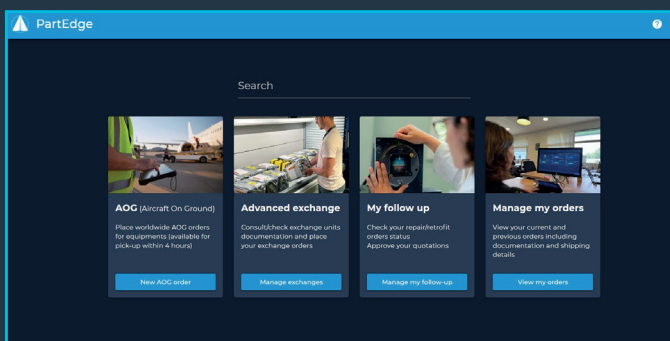 PartEdge
?
Search
AOG (Aircraft On Ground)
Place worldwide AOG orders
for equipments (available for
pick-up within 4 hours)
New AOG order
Advanced exchange
Consult/check exchange units
documentation and place
your exchange orders
Manage exchanges
My follow up
Check your repair/retrofit
orders status
Approve your quotations
Manage my follow-up
Manage my orders
View your current and
previous orders including
documentation and shipping
details
View my orders